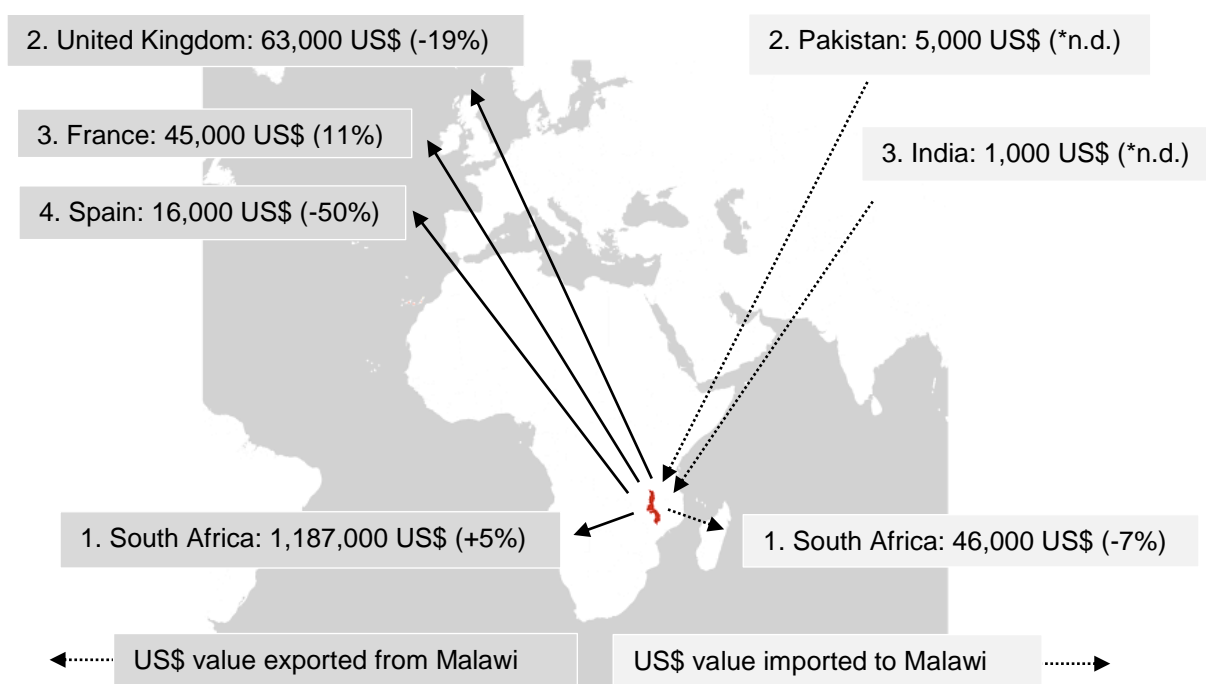 2. United Kingdom: 63,000 US$ (-19%)
2. Pakistan: 5,000 US$ (*n.d.)
3. France: 45,000 US$ (11%)
3. India: 1,000 US$ (*n.d.)
4. Spain: 16,000 US$ (-50%)
1. South Africa: 1,187,000 US$ (+5%)
1. South Africa: 46,000 US$ (-7%)
US$ value exported from Malawi
US$ value imported to Malawi